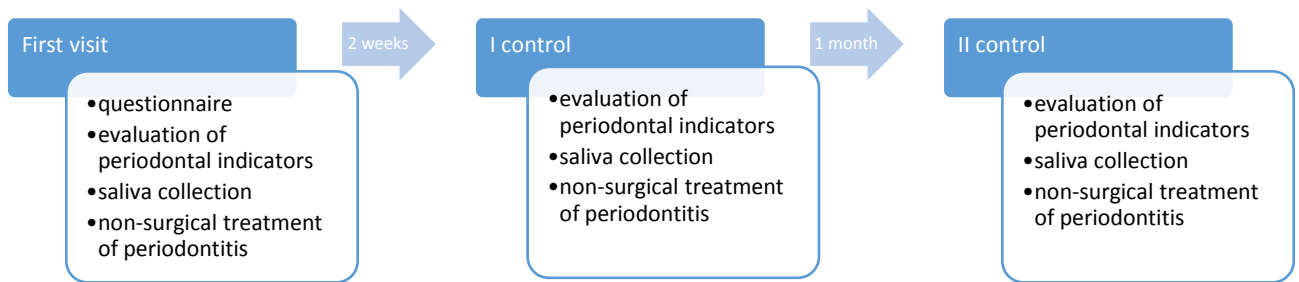 First visit
•questionnaire
•evaluation of
periodontal indicators
•saliva collection
•non-surgical treatment
of periodontitis
2 weeks
I control
•evaluation of
periodontal indicators
•saliva collection
•non-surgical treatment
of periodontitis
1 month
II control
•evaluation of
periodontal indicators
•saliva collection
•non-surgical treatment
of periodontitis